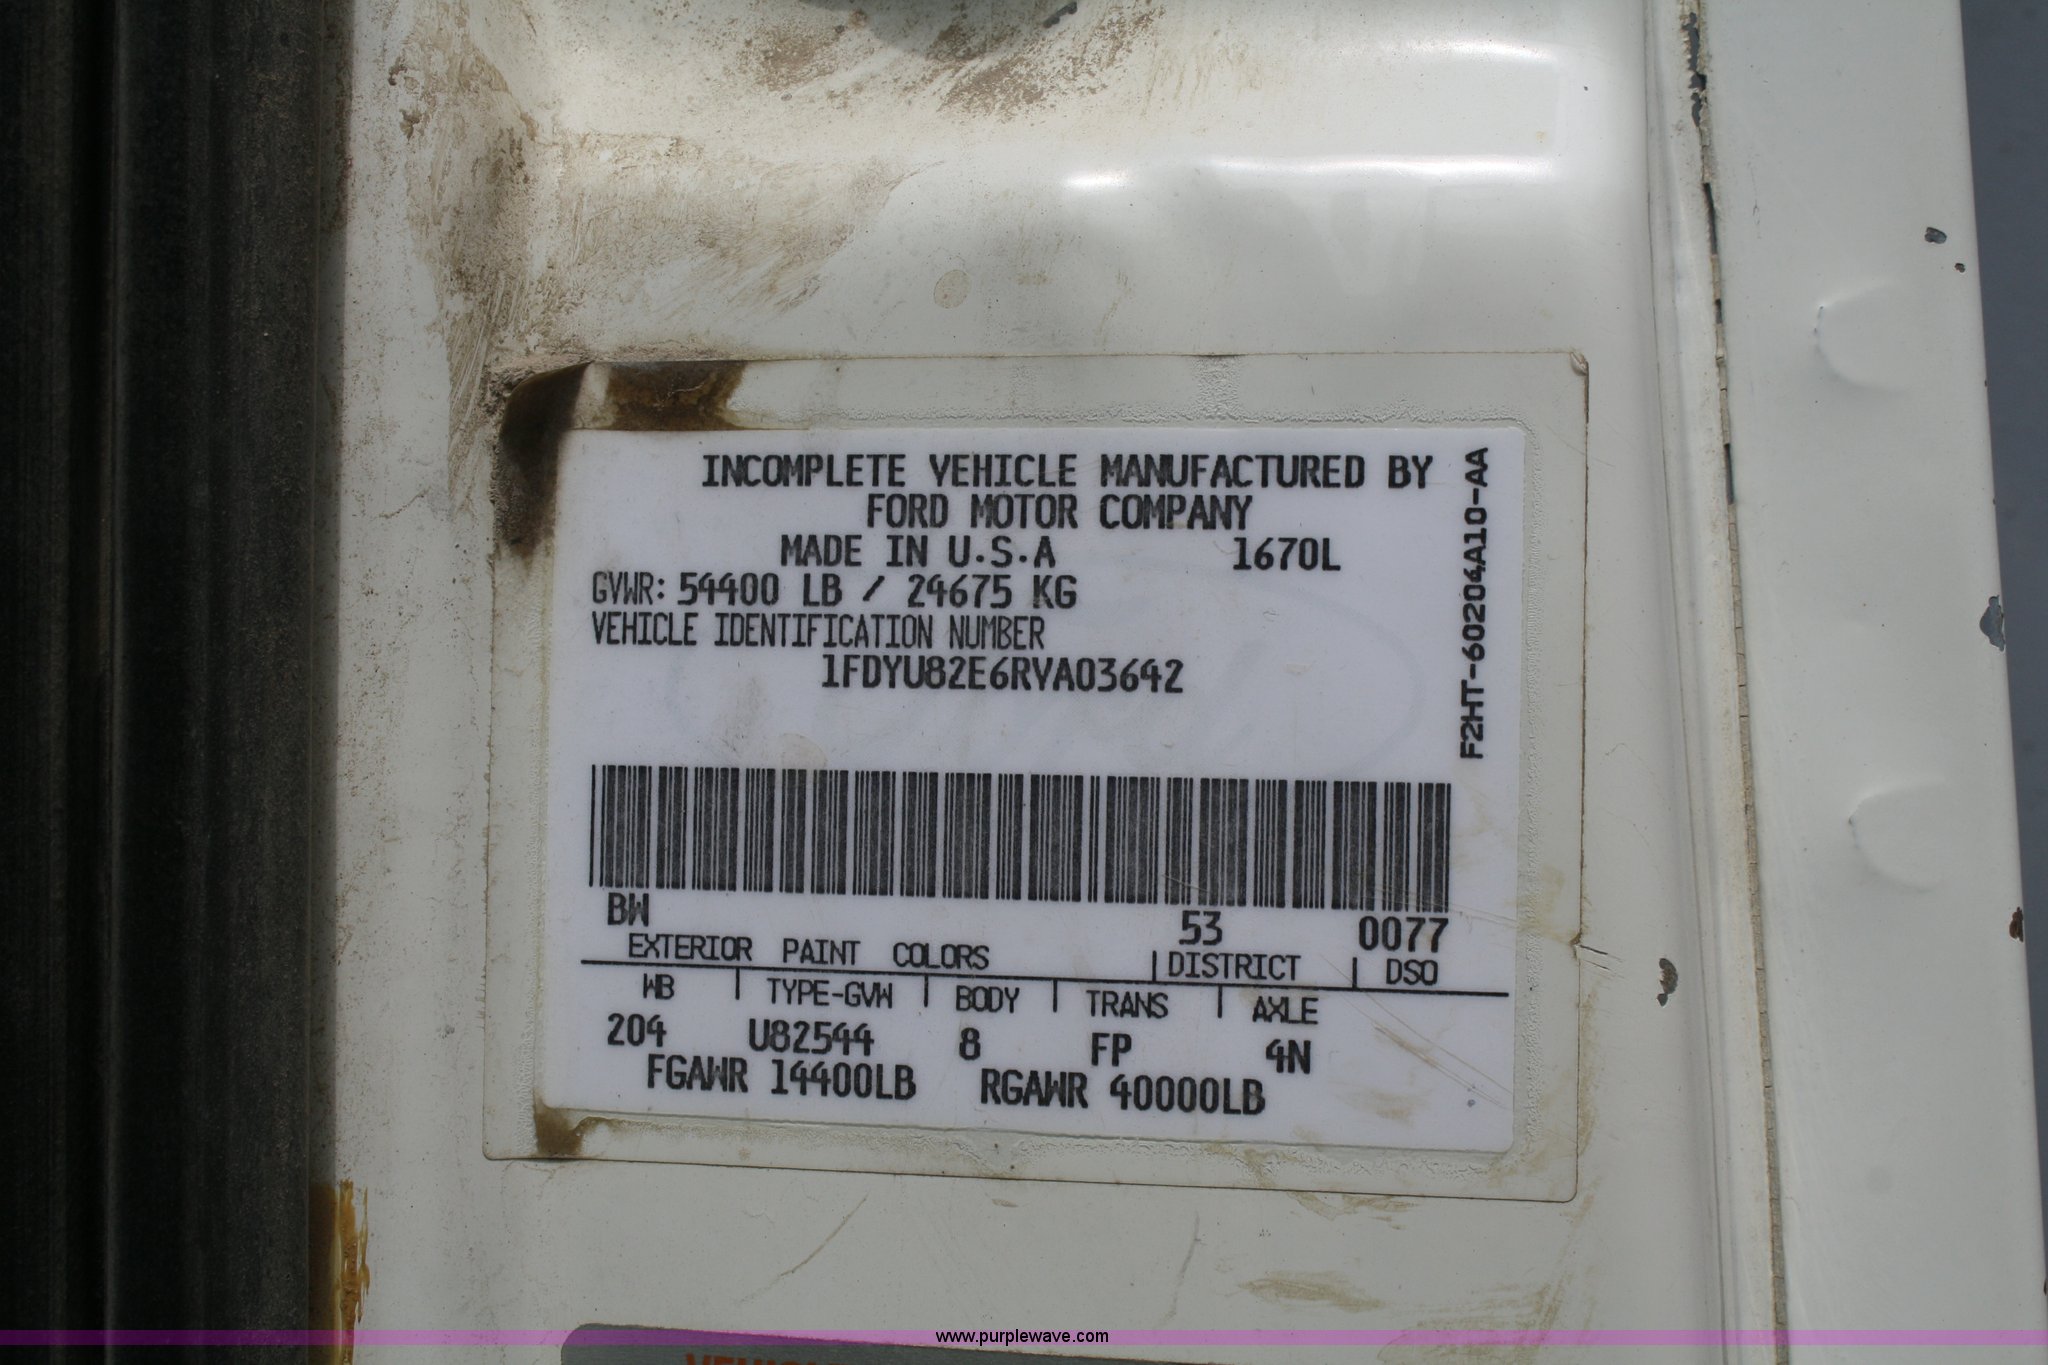 INCOMPLETE VEHICLE MANUFACTURED BY
FORD MOTOR COMPANY
MADE IN U.S.A 1670L
GVWR: 54400 LB / 24675 KG
VEHICLE IDENTIFICATION NUMBER
1FDYU82E6RVA03642
F2HT-60204A10-AA
BW 53 0077
EXTERIOR PAINT COLORS DISTRICT DSO
WB TYPE-GVW BODY TRANS AXLE
204 U82544 8 FP 4N
FGAWR 14400LB RGAWR 40000LB
www.purplewave.com